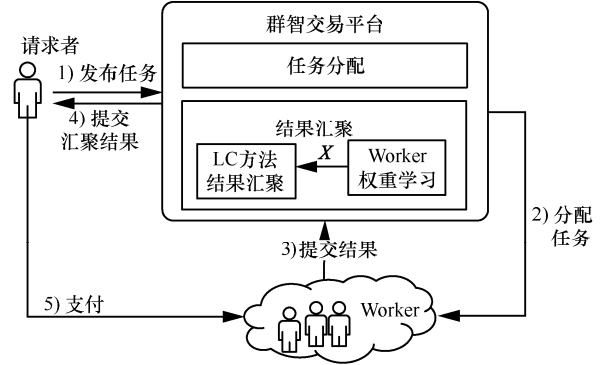 群智交易平台
请求者
任务分配
1) 发布任务
4) 提交
汇聚结果
结果汇聚
LC方法
结果汇聚
X
Worker
权重学习
2) 分配
任务
3)提交结果
5) 支付
Worker